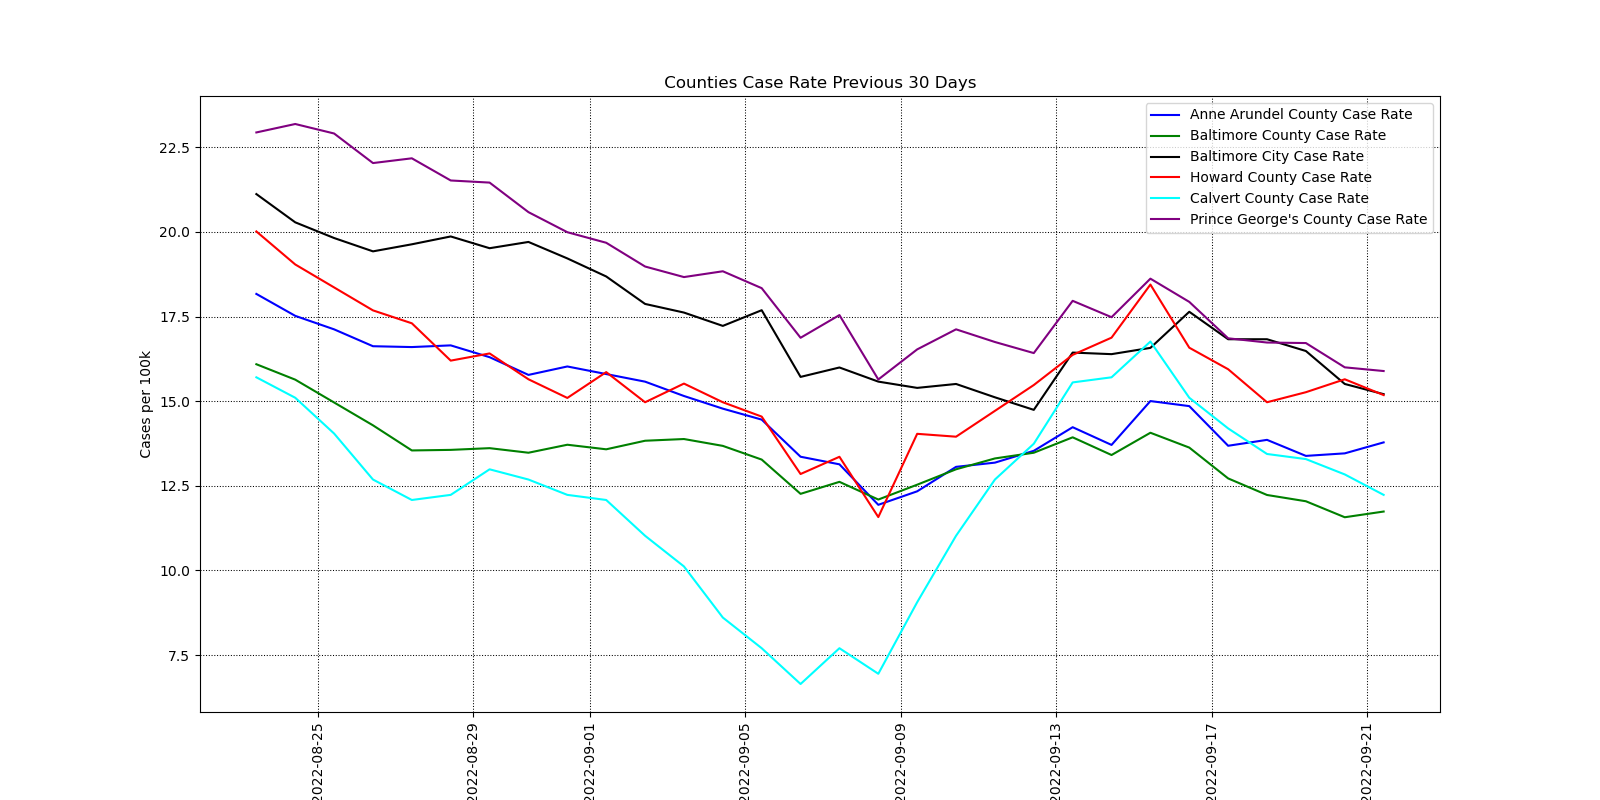 Counties Case Rate Previous 30 Days
Anne Arundel County Case Rate
Baltimore County Case Rate
Baltimore City Case Rate
Howard County Case Rate
Calvert County Case Rate
Prince George's County Case Rate
Cases per 100k
22.5
20.0
17.5
15.0
12.5
10.0
7.5
2022-08-25
2022-08-29
2022-09-01
2022-09-05
2022-09-09
2022-09-13
2022-09-17
2022-09-21